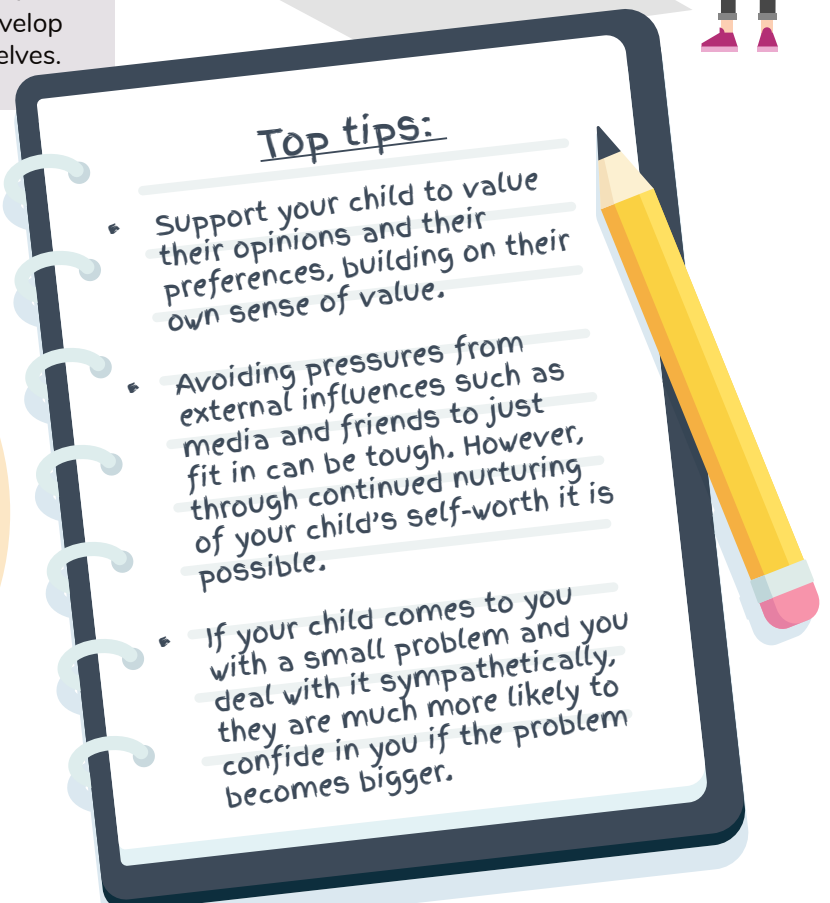 velop
elves.
Top tips:
Support your child to value
their opinions and their
preferences, building on their
own sense of value.
Avoiding pressures from
external influences such as
media and friends to just
fit in can be tough. However,
through continued nurturing
of your child's self-worth it is
possible.
If your child comes to you
with a small problem and you
deal with it sympathetically,
they are much more likely to
confide in you if the problem
becomes bigger.